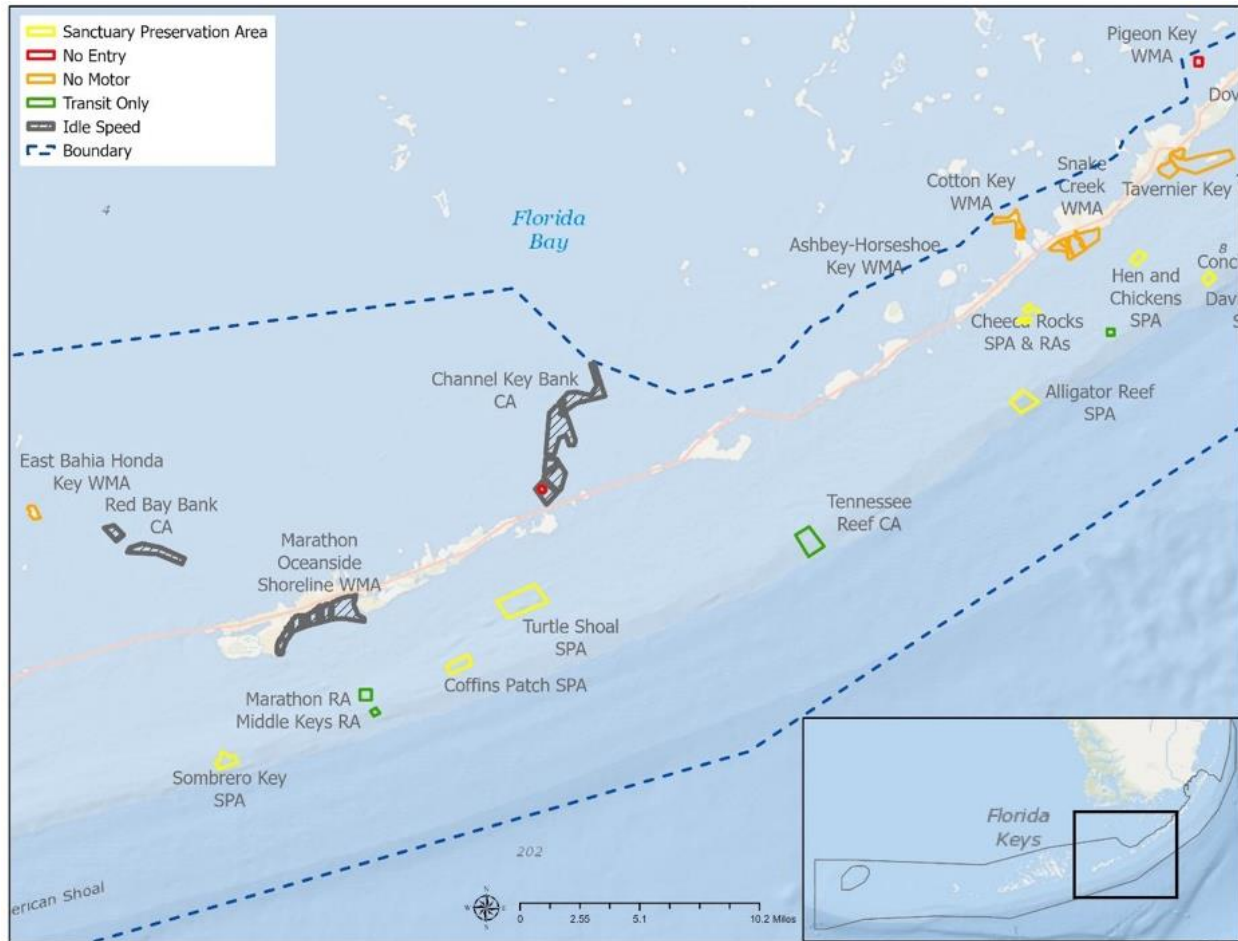 Sanctuary Preservation Area
No Entry
No Motor
Transit Only
Idle Speed
Boundary
Pigeon Key
WMA
Dov
4
Florida
Bay
Cotton Key
WMA
Snake
Creek
WMA
Tavernier Key
Ashbey-Horseshoe
Key WMA
8
Conc
Hen and
Chickens
SPA
Dav
S
Cheeca Rocks
SPA & RAs
Channel Key Bank
CA
Alligator Reef
SPA
East Bahia Honda
Key WMA
Red Bay Bank
CA
Tennessee
Reef CA
Marathon
Oceanside
Shoreline WMA
Turtle Shoal
SPA
Coffins Patch SPA
Marathon RA
Middle Keys RA
Sombrero Key
SPA
202
erican Shoal
N
W E
S
0 2.55 5.1 10.2 Miles
Florida
Keys